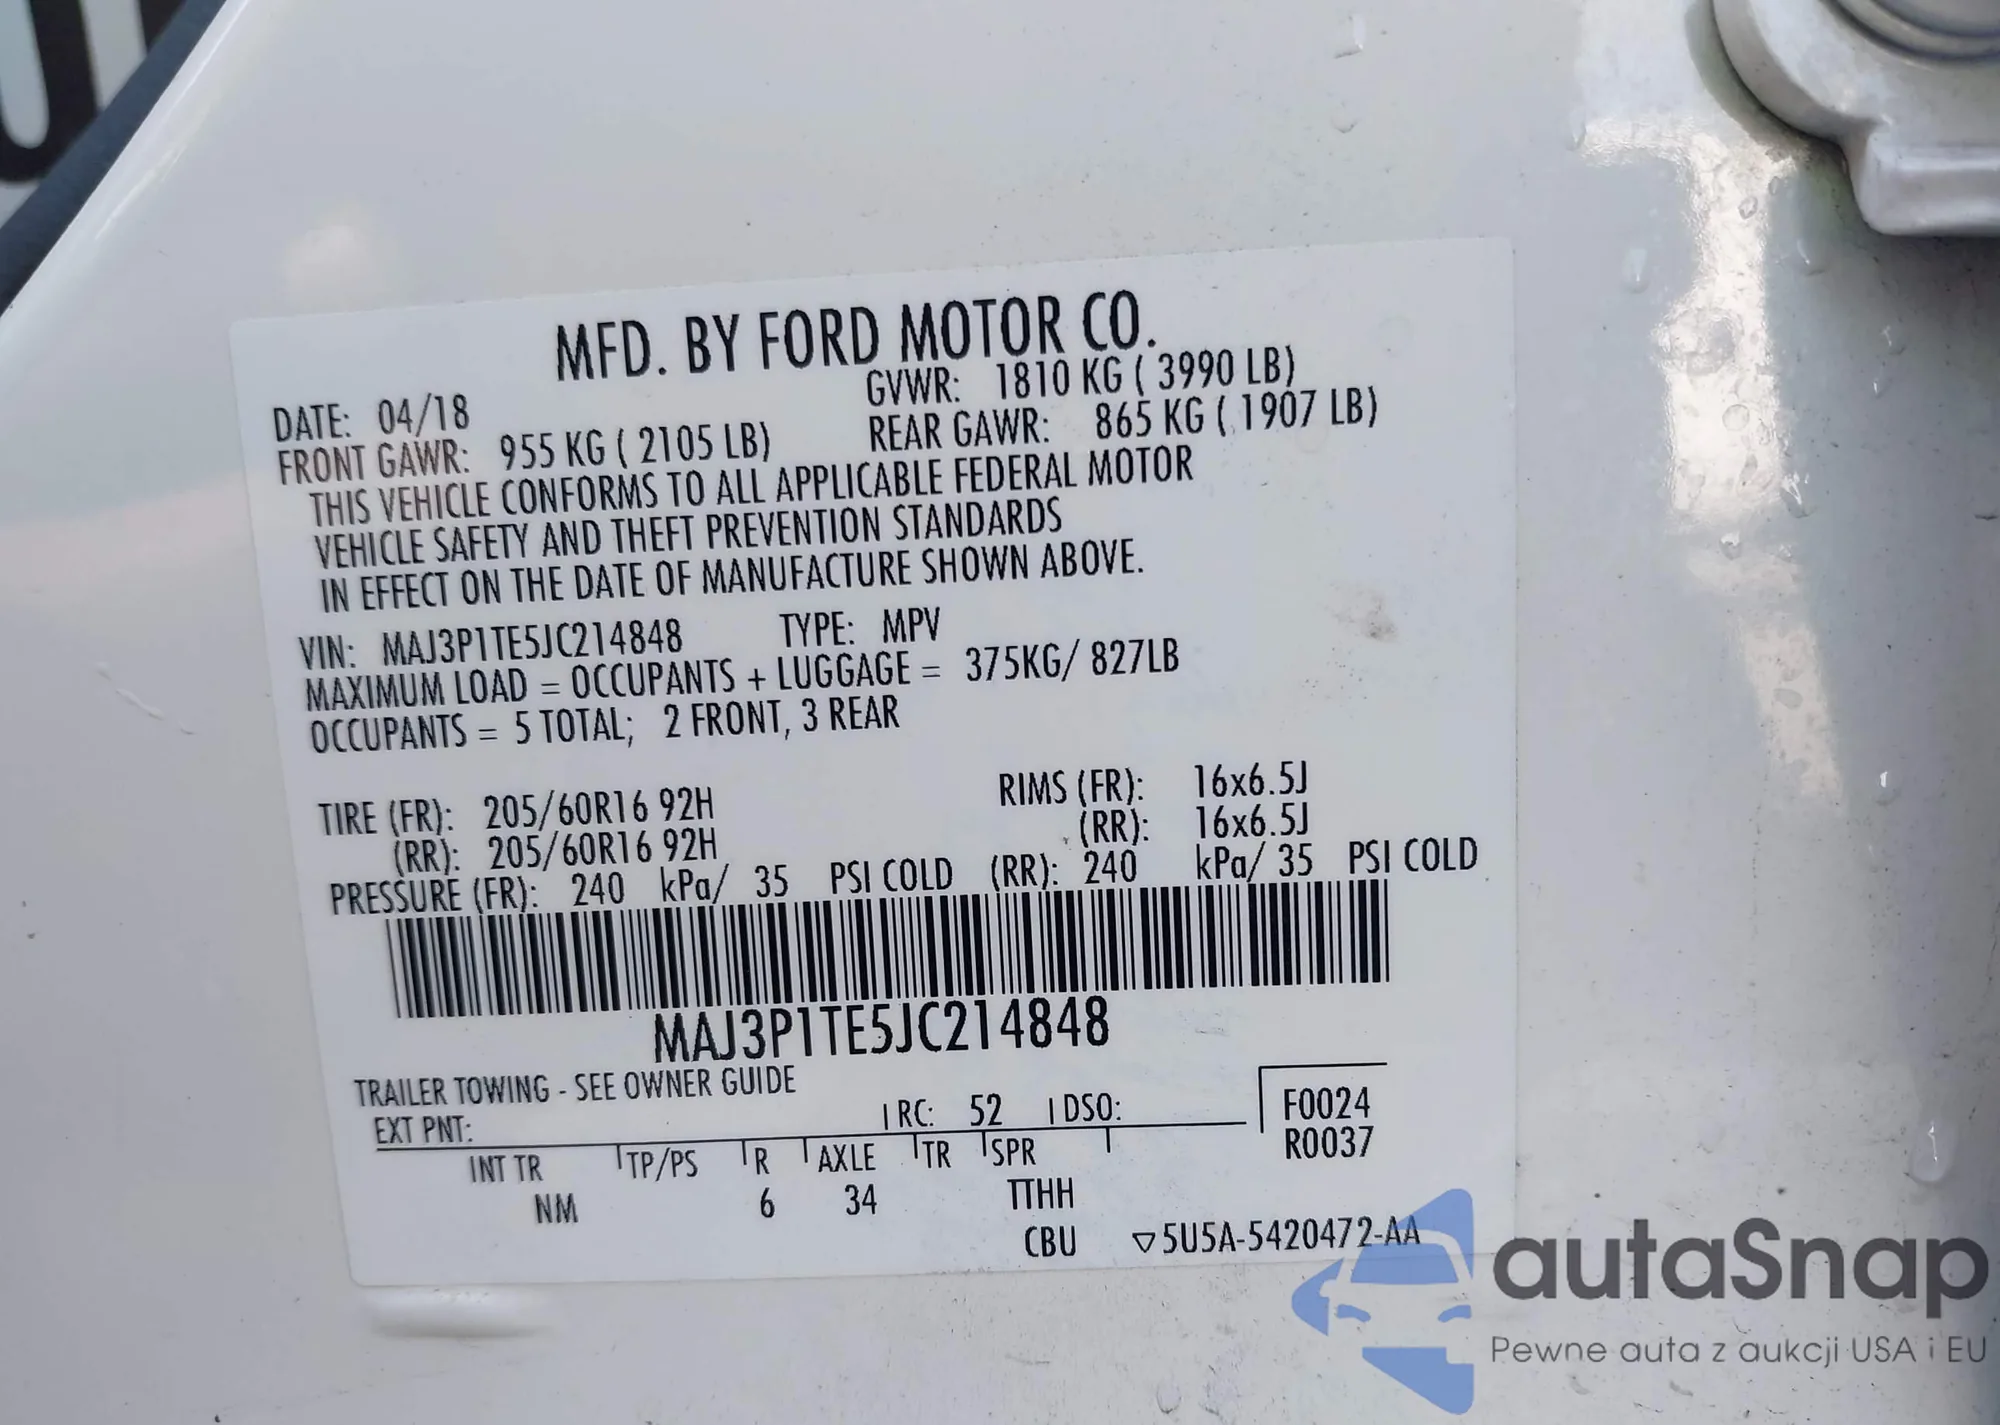 MFD. BY FORD MOTOR CO.
DATE: 04/18 GVWR: 1810 KG ( 3990 LB)
FRONT GAWR: 955 KG ( 2105 LB) REAR GAWR: 865 KG ( 1907 LB)
THIS VEHICLE CONFORMS TO ALL APPLICABLE FEDERAL MOTOR
VEHICLE SAFETY AND THEFT PREVENTION STANDARDS
IN EFFECT ON THE DATE OF MANUFACTURE SHOWN ABOVE.
VIN: MAJ3P1TE5JC214848 TYPE: MPV
MAXIMUM LOAD = OCCUPANTS + LUGGAGE = 375KG/ 827LB
OCCUPANTS = 5 TOTAL; 2 FRONT, 3 REAR
TIRE (FR): 205/60R16 92H RIMS (FR): 16x6.5J
(RR): 205/60R16 92H (RR): 16x6.5J
PRESSURE (FR): 240 kPa/ 35 PSI COLD (RR): 240 kPa/ 35 PSI COLD
MAJ3P1TE5JC214848
TRAILER TOWING - SEE OWNER GUIDE
EXT PNT: RC: 52 DSO: F0024
R0037
INT TR TP/PS R AXLE TR SPR
NM 6 34 TTHH
CBU ▽5U5A-5420472-AA
autaSnap
Pewne auta z aukcji USA i EU